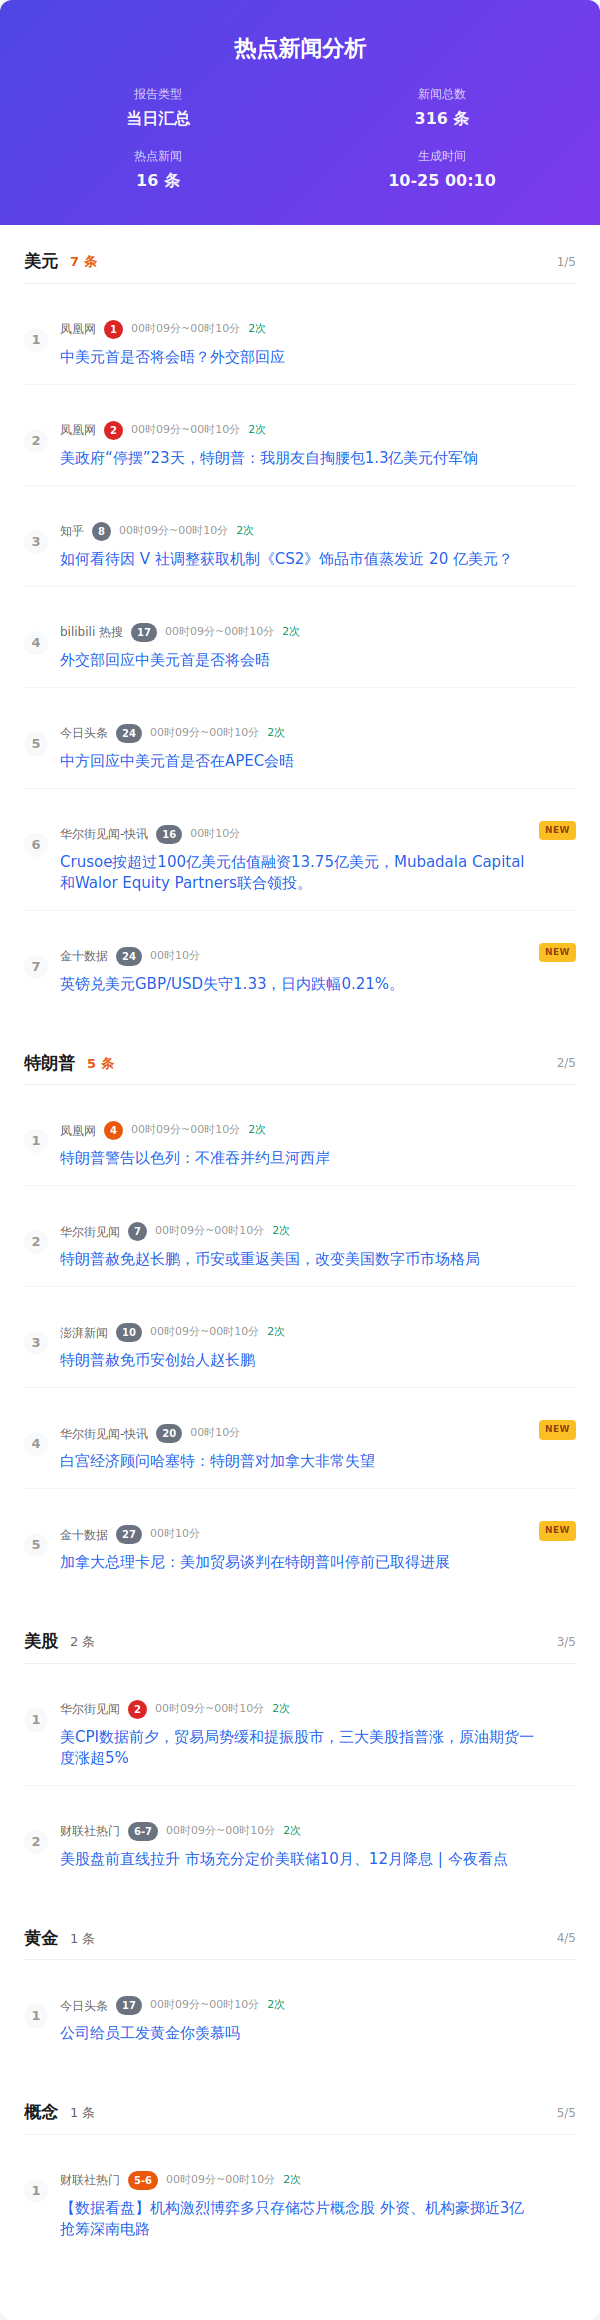 热点新闻分析
报告类型
当日汇总
新闻总数
316 条
热点新闻
16 条
生成时间
10-25 00:10
美元 7 条 1/5
1 凤凰网 1 00时09分~00时10分 2次
中美元首是否将会晤？外交部回应
2 凤凰网 2 00时09分~00时10分 2次
美政府“停摆”23天，特朗普：我朋友自掏腰包1.3亿美元付军饷
3 知乎 8 00时09分~00时10分 2次
如何看待因 V 社调整获取机制《CS2》饰品市值蒸发近 20 亿美元？
4 bilibili 热搜 17 00时09分~00时10分 2次
外交部回应中美元首是否将会晤
5 今日头条 24 00时09分~00时10分 2次
中方回应中美元首是否在APEC会晤
6 华尔街见闻-快讯 16 00时10分 NEW
Crusoe按超过100亿美元估值融资13.75亿美元，Mubadala Capital
和Walor Equity Partners联合领投。
7 金十数据 24 00时10分 NEW
英镑兑美元GBP/USD失守1.33，日内跌幅0.21%。
特朗普 5 条 2/5
1 凤凰网 4 00时09分~00时10分 2次
特朗普警告以色列：不准吞并约旦河西岸
2 华尔街见闻 7 00时09分~00时10分 2次
特朗普赦免赵长鹏，币安或重返美国，改变美国数字币市场格局
3 澎湃新闻 10 00时09分~00时10分 2次
特朗普赦免币安创始人赵长鹏
4 华尔街见闻-快讯 20 00时10分 NEW
白宫经济顾问哈塞特：特朗普对加拿大非常失望
5 金十数据 27 00时10分 NEW
加拿大总理卡尼：美加贸易谈判在特朗普叫停前已取得进展
美股 2 条 3/5
1 华尔街见闻 2 00时09分~00时10分 2次
美CPI数据前夕，贸易局势缓和提振股市，三大美股指普涨，原油期货一
度涨超5%
2 财联社热门 6-7 00时09分~00时10分 2次
美股盘前直线拉升 市场充分定价美联储10月、12月降息 | 今夜看点
黄金 1 条 4/5
1 今日头条 17 00时09分~00时10分 2次
公司给员工发黄金你羡慕吗
概念 1 条 5/5
1 财联社热门 5-6 00时09分~00时10分 2次
【数据看盘】机构激烈博弈多只存储芯片概念股 外资、机构豪掷近3亿
抢筹深南电路